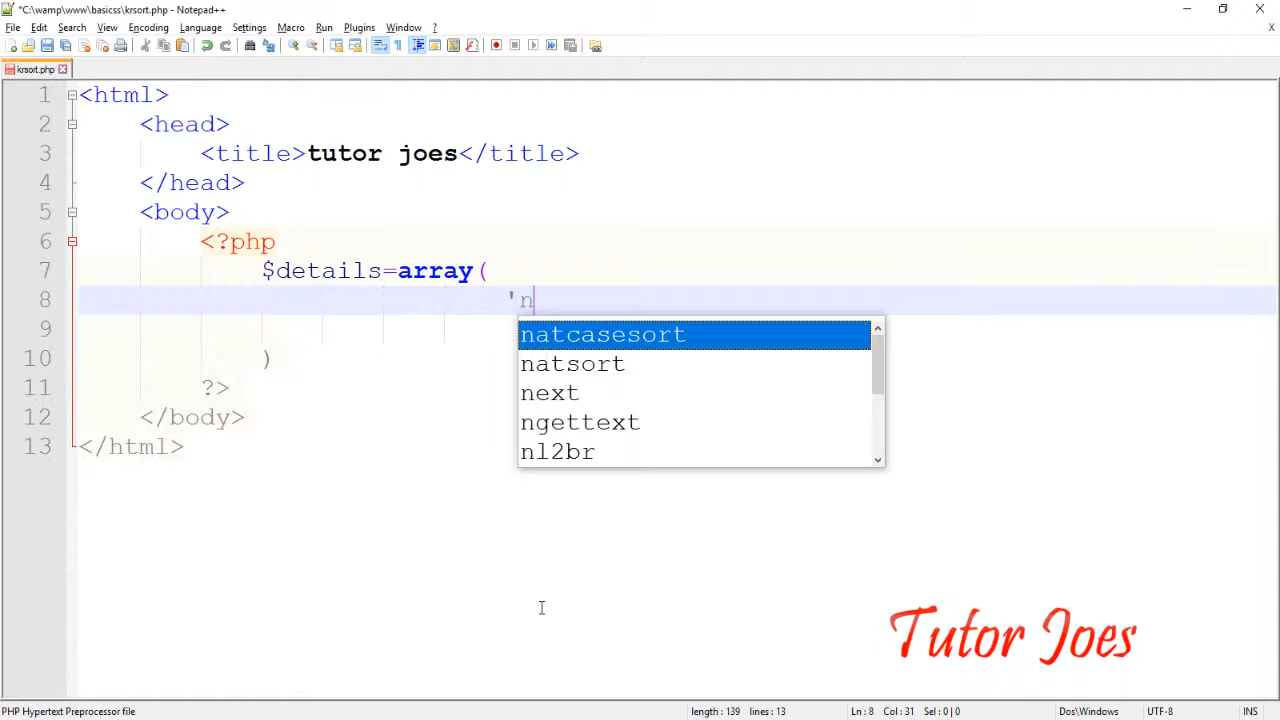 *C:\wamp\www\basicss\krsort.php - Notepad++
File Edit Search View Encoding Language Settings Macro Run Plugins Window ?
X
krsort.php
1 <html>
2 <head>
3 <title>tutor joes</title>
4 </head>
5 <body>
6 <?php
7 $details=array(
8 'n
natcasesort
natsort
next
ngettext
nl2br
9
10 )
11 ?>
12 </body>
13 </html>
Tutor Joes
PHP Hypertext Preprocessor file length : 139 lines : 13 Ln : 8 Col : 31 Sel : 0 | 0 Dos\Windows UTF-8 INS